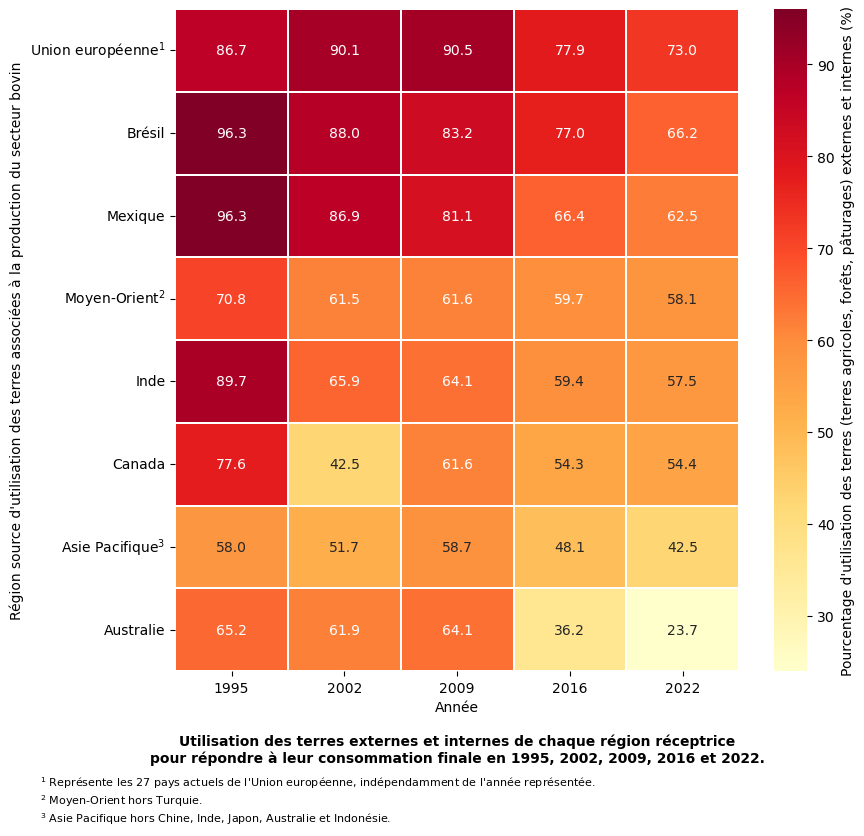 Région source d'utilisation des terres associées à la production du secteur bovin
Union européenne¹ 86.7 90.1 90.5 77.9 73.0
Brésil 96.3 88.0 83.2 77.0 66.2
Mexique 96.3 86.9 81.1 66.4 62.5
Moyen-Orient² 70.8 61.5 61.6 59.7 58.1
Inde 89.7 65.9 64.1 59.4 57.5
Canada 77.6 42.5 61.6 54.3 54.4
Asie Pacifique³ 58.0 51.7 58.7 48.1 42.5
Australie 65.2 61.9 64.1 36.2 23.7
1995 2002 2009 2016 2022
Année
90
80
70
60
50
40
30
Pourcentage d'utilisation des terres (terres agricoles, forêts, pâturages) externes et internes (%)
Utilisation des terres externes et internes de chaque région réceptrice
pour répondre à leur consommation finale en 1995, 2002, 2009, 2016 et 2022.
¹ Représente les 27 pays actuels de l'Union européenne, indépendamment de l'année représentée.
² Moyen-Orient hors Turquie.
³ Asie Pacifique hors Chine, Inde, Japon, Australie et Indonésie.